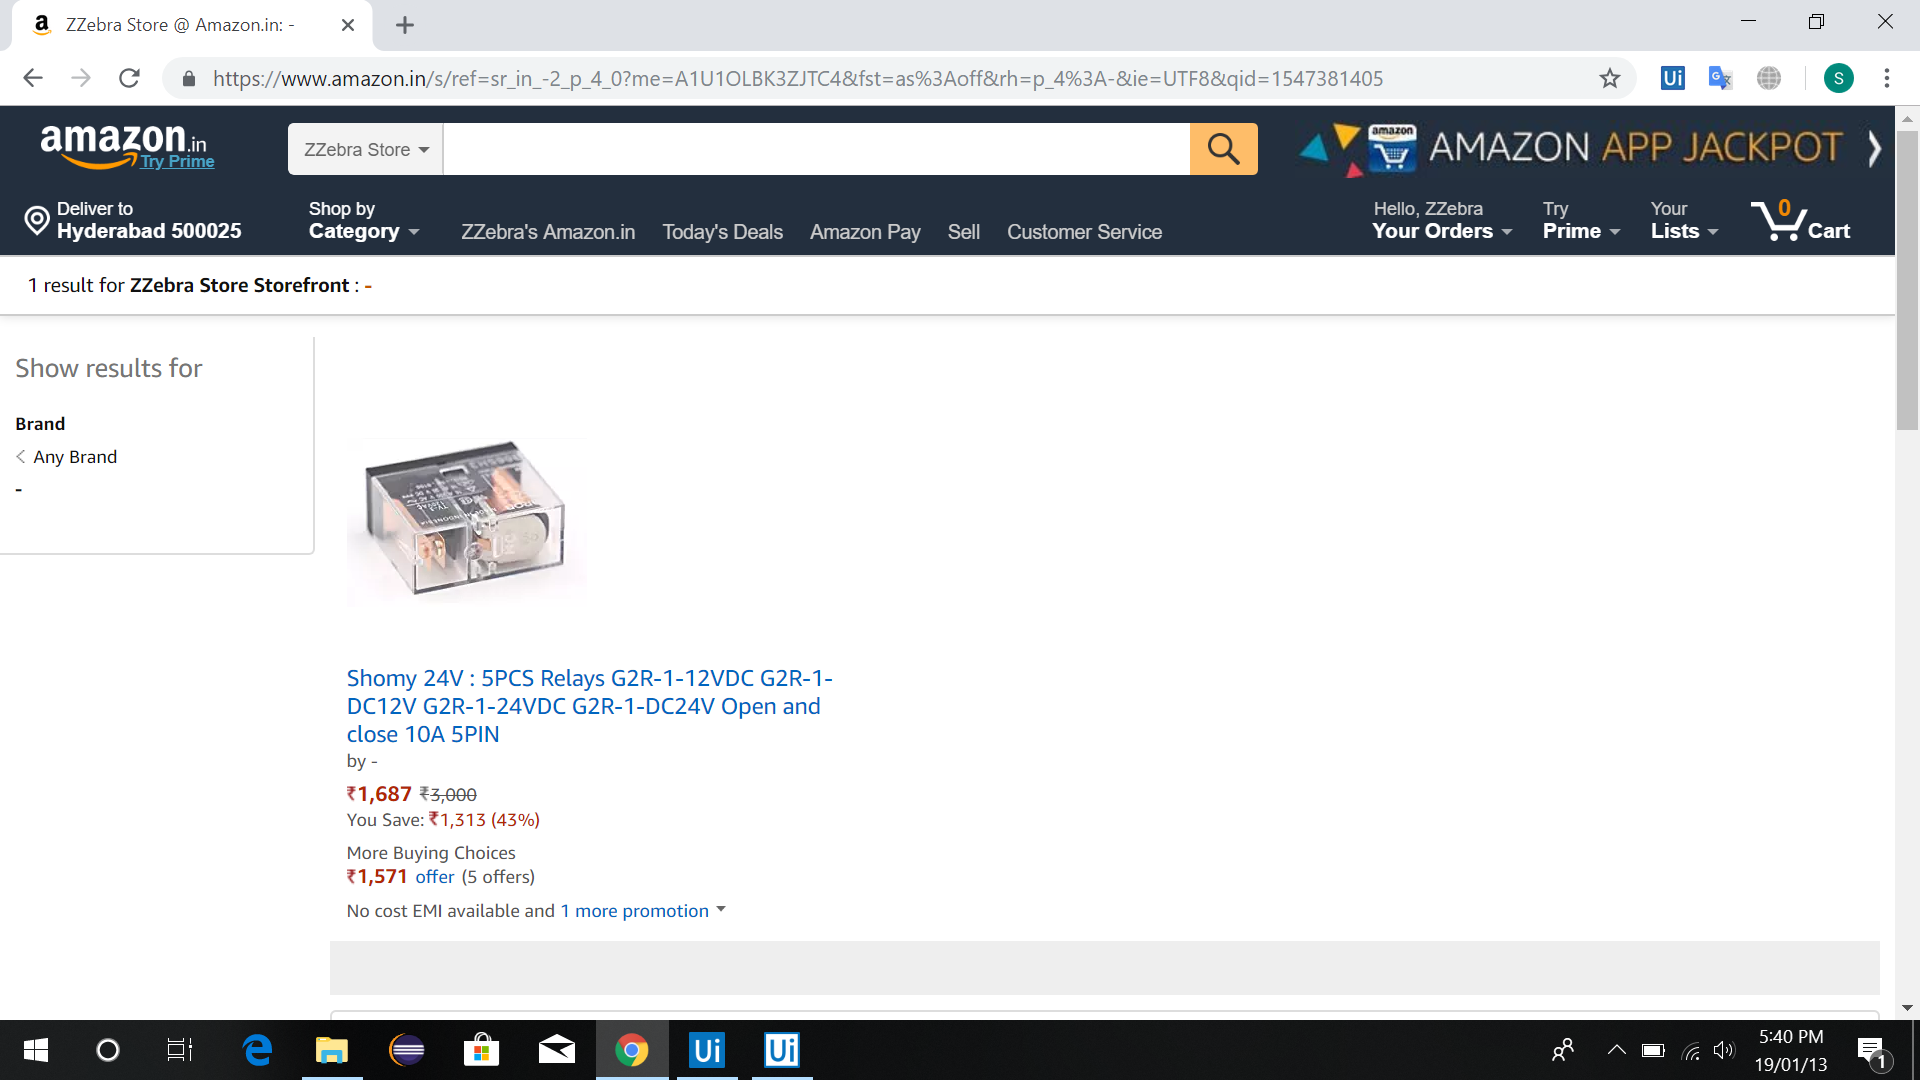 ZZebra Store @ Amazon.in: -
https://www.amazon.in/s/ref=sr_in_-2_p_4_0?me=A1U1OLBK3ZJTC4&fst=as%3Aoff&rh=p_4%3A-&ie=UTF8&qid=1547381405
Ui
S
amazon.in
Try Prime
ZZebra Store
amazon
AMAZON APP JACKPOT
Deliver to
Hyderabad 500025
Shop by
Category
ZZebra's Amazon.in
Today's Deals
Amazon Pay
Sell
Customer Service
Hello, ZZebra
Your Orders
Try
Prime
Your
Lists
0
Cart
1 result for ZZebra Store Storefront : -
Show results for
Brand
Any Brand
-
Shomy 24V : 5PCS Relays G2R-1-12VDC G2R-1-
DC12V G2R-1-24VDC G2R-1-DC24V Open and
close 10A 5PIN
by -
₹1,687 ₹3,000
You Save: ₹1,313 (43%)
More Buying Choices
₹1,571 offer (5 offers)
No cost EMI available and 1 more promotion
Ui
Ui
5:40 PM
19/01/13
1